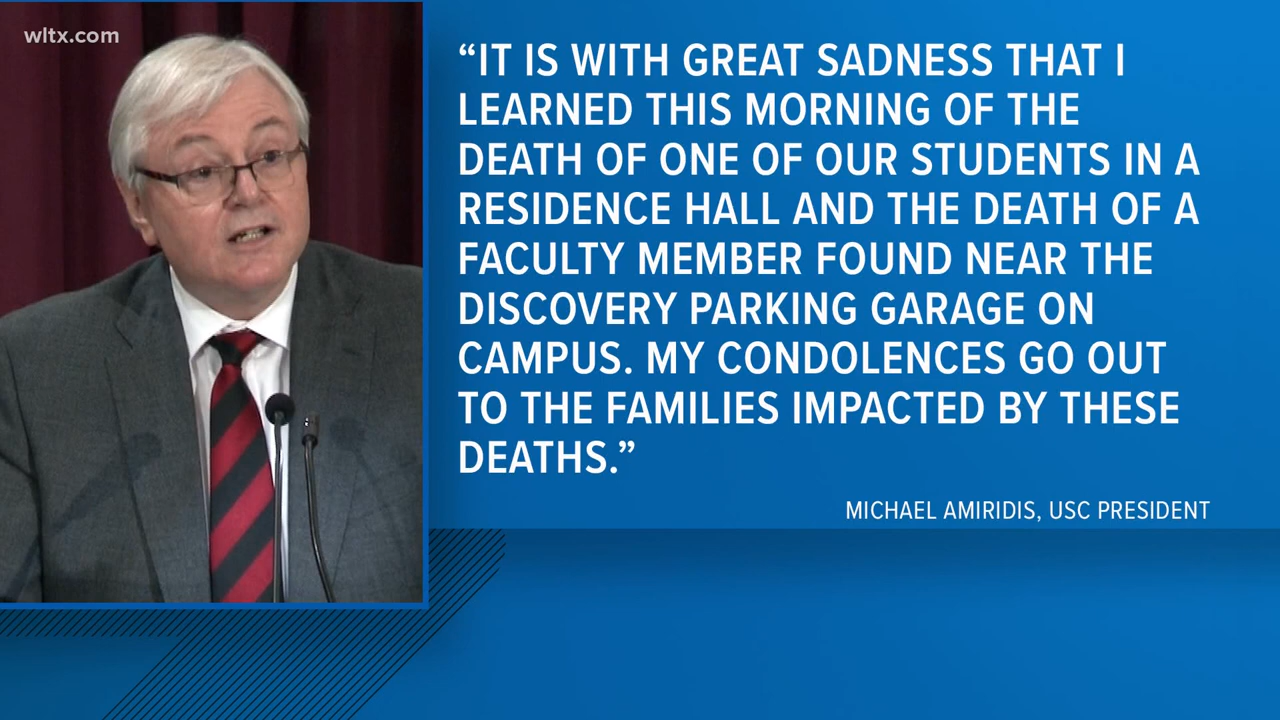 wltx.com
“IT IS WITH GREAT SADNESS THAT I
LEARNED THIS MORNING OF THE
DEATH OF ONE OF OUR STUDENTS IN A
RESIDENCE HALL AND THE DEATH OF A
FACULTY MEMBER FOUND NEAR THE
DISCOVERY PARKING GARAGE ON
CAMPUS. MY CONDOLENCES GO OUT
TO THE FAMILIES IMPACTED BY THESE
DEATHS.”
MICHAEL AMIRIDIS, USC PRESIDENT